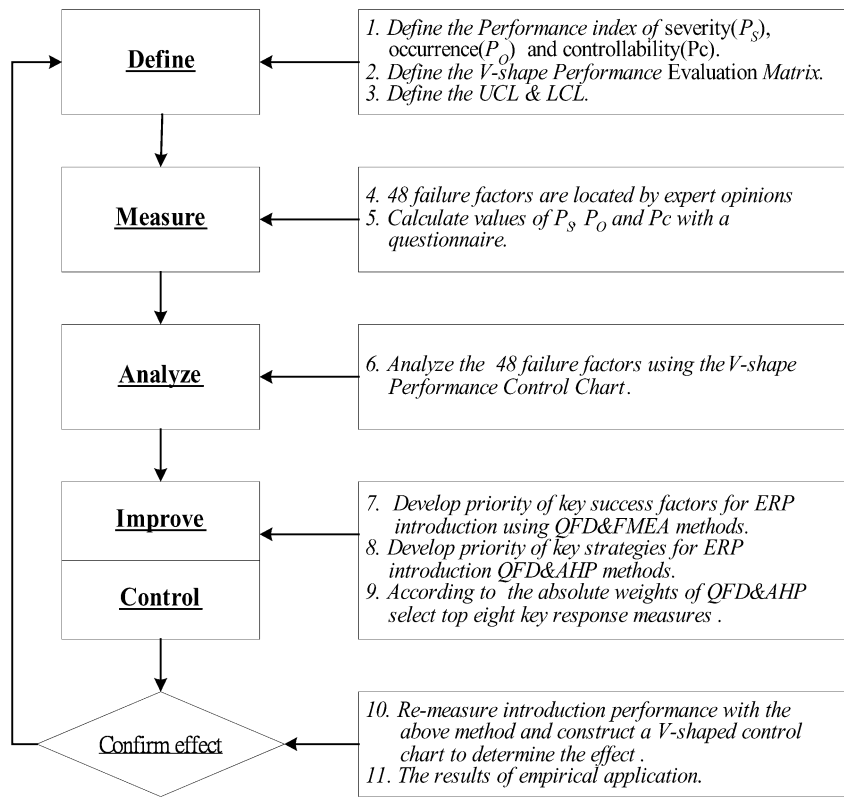 Define
1. Define the Performance index of severity(PS),
occurrence(PO) and controllability(Pc).
2. Define the V-shape Performance Evaluation Matrix.
3. Define the UCL & LCL.
Measure
4. 48 failure factors are located by expert opinions
5. Calculate values of PS, PO and Pc with a
questionnaire.
Analyze
6. Analyze the 48 failure factors using the V-shape
Performance Control Chart.
Improve
Control
7. Develop priority of key success factors for ERP
introduction using QFD&FMEA methods.
8. Develop priority of key strategies for ERP
introduction QFD&AHP methods.
9. According to the absolute weights of QFD&AHP
select top eight key response measures .
Confirm effect
10. Re-measure introduction performance with the
above method and construct a V-shaped control
chart to determine the effect .
11. The results of empirical application.